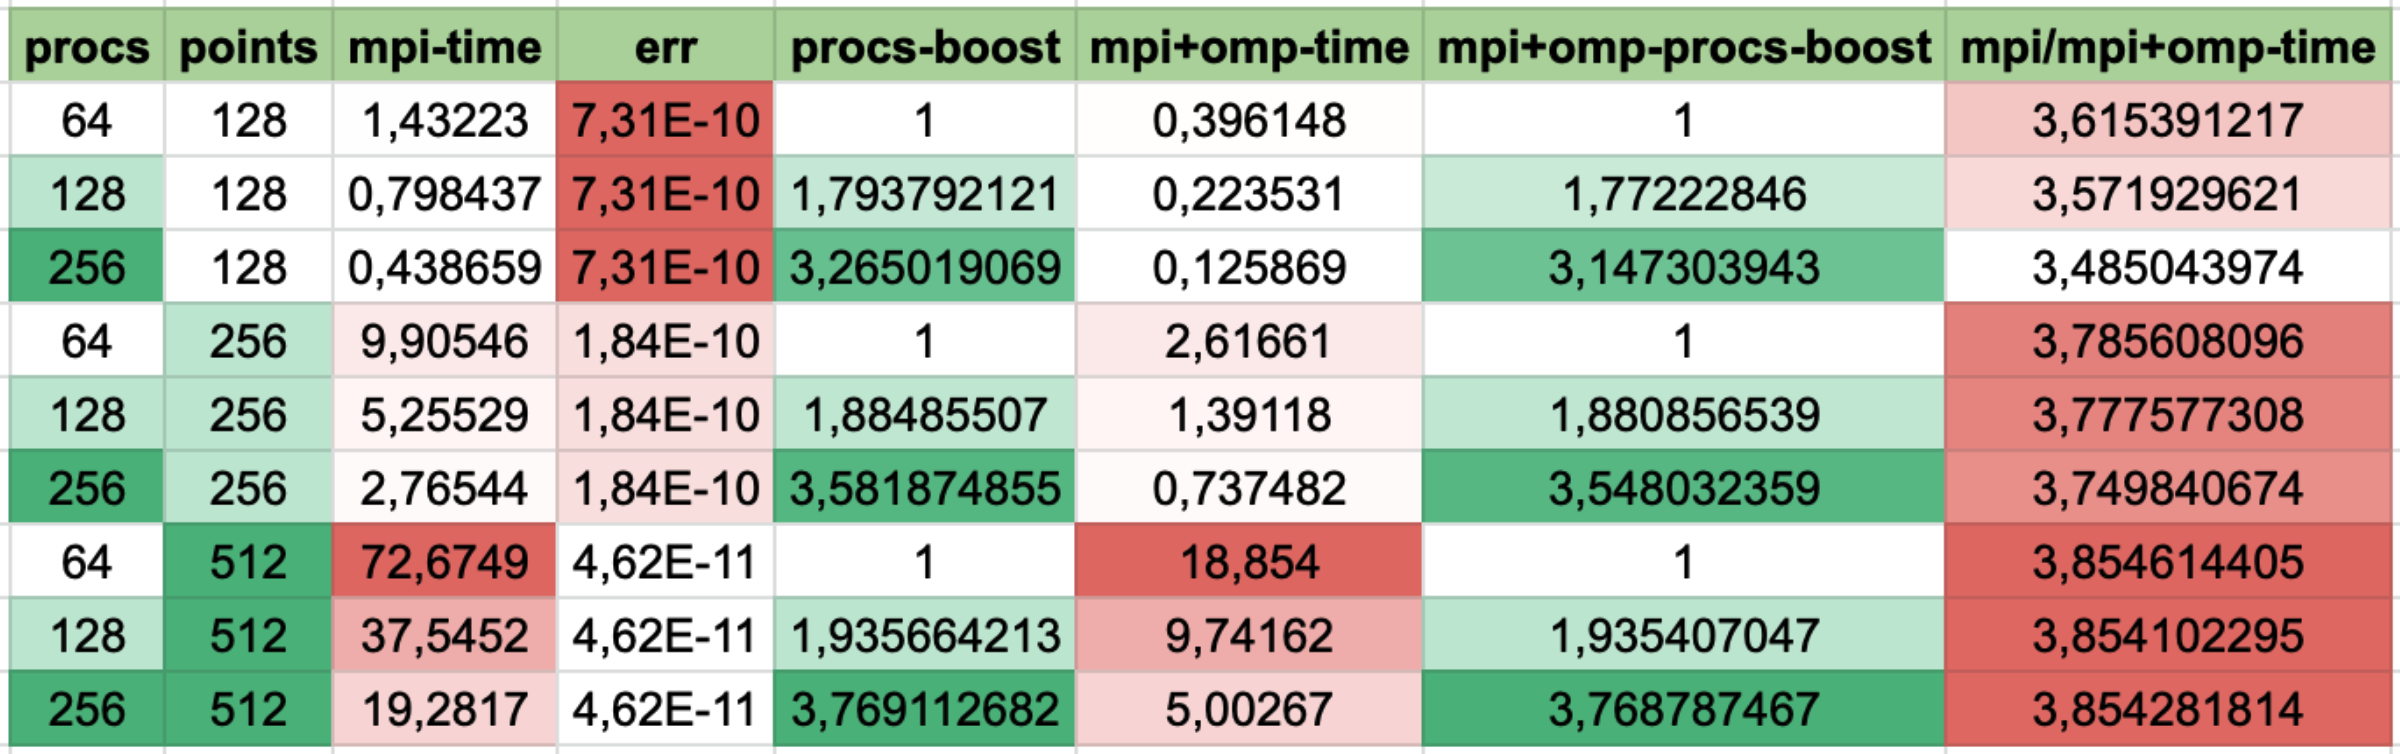 procs points mpi-time err procs-boost mpi+omp-time mpi+omp-procs-boost mpi/mpi+omp-time
64 128 1,43223 7,31E-10 1 0,396148 1 3,615391217
128 128 0,798437 7,31E-10 1,793792121 0,223531 1,77222846 3,571929621
256 128 0,438659 7,31E-10 3,265019069 0,125869 3,147303943 3,485043974
64 256 9,90546 1,84E-10 1 2,61661 1 3,785608096
128 256 5,25529 1,84E-10 1,88485507 1,39118 1,880856539 3,777577308
256 256 2,76544 1,84E-10 3,581874855 0,737482 3,548032359 3,749840674
64 512 72,6749 4,62E-11 1 18,854 1 3,854614405
128 512 37,5452 4,62E-11 1,935664213 9,74162 1,935407047 3,854102295
256 512 19,2817 4,62E-11 3,769112682 5,00267 3,768787467 3,854281814